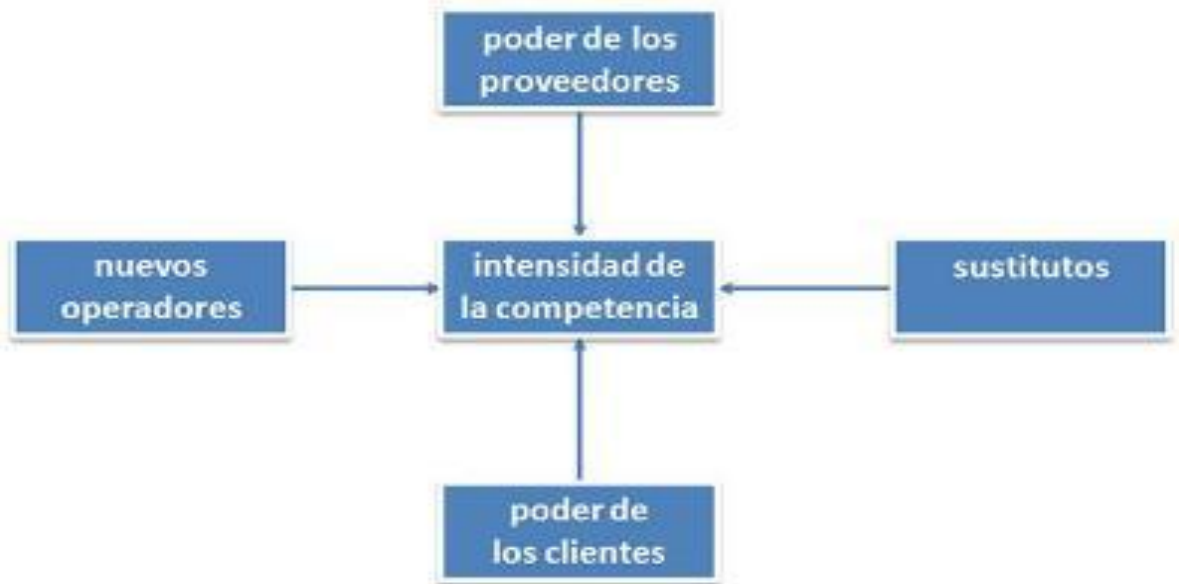 poder de los
proveedores
nuevos
operadores
intensidad de
la competencia
sustitutos
poder de
los clientes